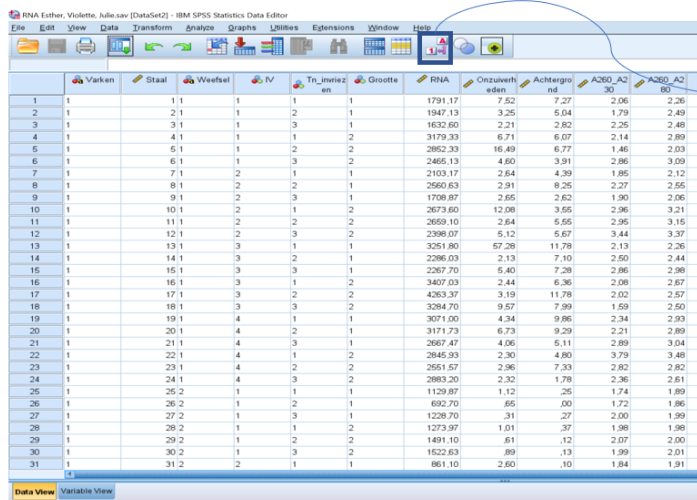 RNA Esther, Violette, Julie.sav [DataSet2] - IBM SPSS Statistics Data Editor
File Edit View Data Transform Analyze Graphs Utilities Extensions Window Help
Varken Staal Weefsel IV Tn_invriezen Grootte RNA Onzuiverheden Achtergrond A260_A230 A260_A280
1 1 1 1 1 1 1 1791,17 7,52 7,27 2,06 2,26
2 1 2 1 1 2 1 1947,13 3,25 5,04 1,79 2,49
3 1 3 1 1 3 1 1632,60 2,21 2,82 2,25 2,48
4 1 4 1 1 1 2 3179,33 6,71 6,07 2,14 2,89
5 1 5 1 1 2 2 2852,33 16,49 6,77 1,46 2,03
6 1 6 1 1 3 2 2465,13 4,60 3,91 2,86 3,09
7 1 7 1 2 1 1 2103,17 2,64 4,39 1,85 2,12
8 1 8 1 2 2 1 2560,63 2,91 8,25 2,27 2,55
9 1 9 1 2 3 1 1708,87 2,65 2,62 1,90 2,06
10 1 10 1 2 1 2 2673,60 12,08 3,55 2,96 3,21
11 1 11 1 2 2 2 2659,10 2,64 5,55 2,95 3,15
12 1 12 1 2 3 2 2398,07 5,12 5,67 3,44 3,37
13 1 13 1 3 1 1 3251,80 57,28 11,78 2,13 2,26
14 1 14 1 3 2 1 2286,03 2,13 7,10 2,50 2,44
15 1 15 1 3 3 1 2267,70 5,40 7,28 2,86 2,98
16 1 16 1 3 1 2 3407,03 2,44 6,36 2,08 2,67
17 1 17 1 3 2 2 4263,37 3,19 11,78 2,02 2,57
18 1 18 1 3 3 2 3284,70 9,57 7,99 1,59 2,50
19 1 19 1 4 1 1 3071,00 4,34 9,86 2,34 2,93
20 1 20 1 4 2 1 3171,73 6,73 9,29 2,21 2,89
21 1 21 1 4 3 1 2667,47 4,06 5,11 2,89 3,04
22 1 22 1 4 1 2 2845,93 2,30 4,80 3,79 3,48
23 1 23 1 4 2 2 2551,57 2,96 7,33 2,82 2,82
24 1 24 1 4 3 2 2883,20 2,32 1,78 2,36 2,61
25 1 25 2 1 1 1 1129,87 1,12 ,25 1,74 1,89
26 1 26 2 1 2 1 692,70 ,65 ,00 1,72 1,86
27 1 27 2 1 3 1 1228,70 ,31 ,27 2,00 1,99
28 1 28 2 1 1 2 1273,97 1,01 ,37 1,98 1,98
29 1 29 2 1 2 2 1491,10 ,61 ,12 2,07 2,00
30 1 30 2 1 3 2 1522,63 ,89 ,13 1,99 2,01
31 1 31 2 2 1 1 861,10 2,60 ,10 1,84 1,91
Data View Variable View